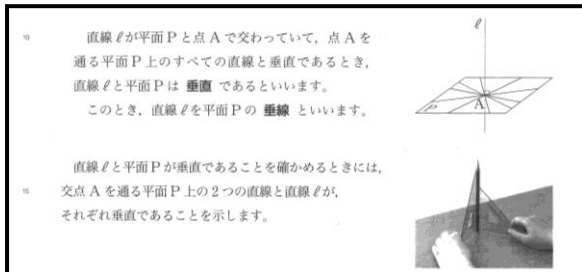 10
直線ℓが平面Pと点Aで交わっていて，点Aを
通る平面P上のすべての直線と垂直であるとき，
直線ℓと平面Pは 垂直 であるといいます。
このとき，直線ℓを平面Pの 垂線 といいます。
ℓ
A
P
直線ℓと平面Pが垂直であることを確かめるときには，
15
交点Aを通る平面P上の2つの直線と直線ℓが，
それぞれ垂直であることを示します。